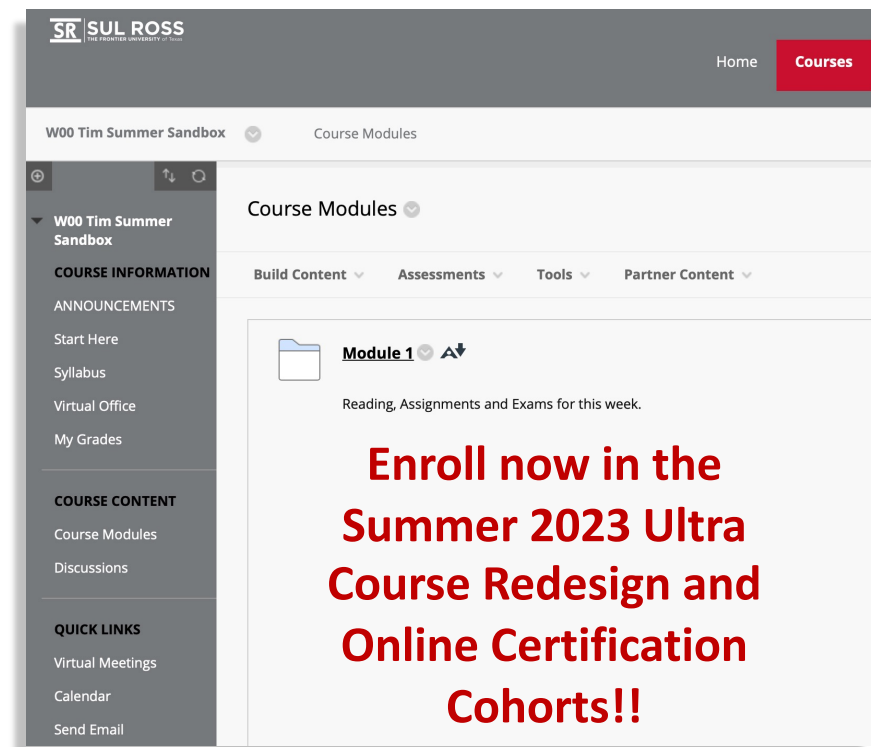 SR SUL ROSS
THE FRONTIER UNIVERSITY of Texas
Home
Courses
W00 Tim Summer Sandbox
Course Modules
W00 Tim Summer
Sandbox
COURSE INFORMATION
ANNOUNCEMENTS
Start Here
Syllabus
Virtual Office
My Grades
COURSE CONTENT
Course Modules
Discussions
QUICK LINKS
Virtual Meetings
Calendar
Send Email
Course Modules
Build Content
Assessments
Tools
Partner Content
Module 1
Reading, Assignments and Exams for this week.
Enroll now in the
Summer 2023 Ultra
Course Redesign and
Online Certification
Cohorts!!